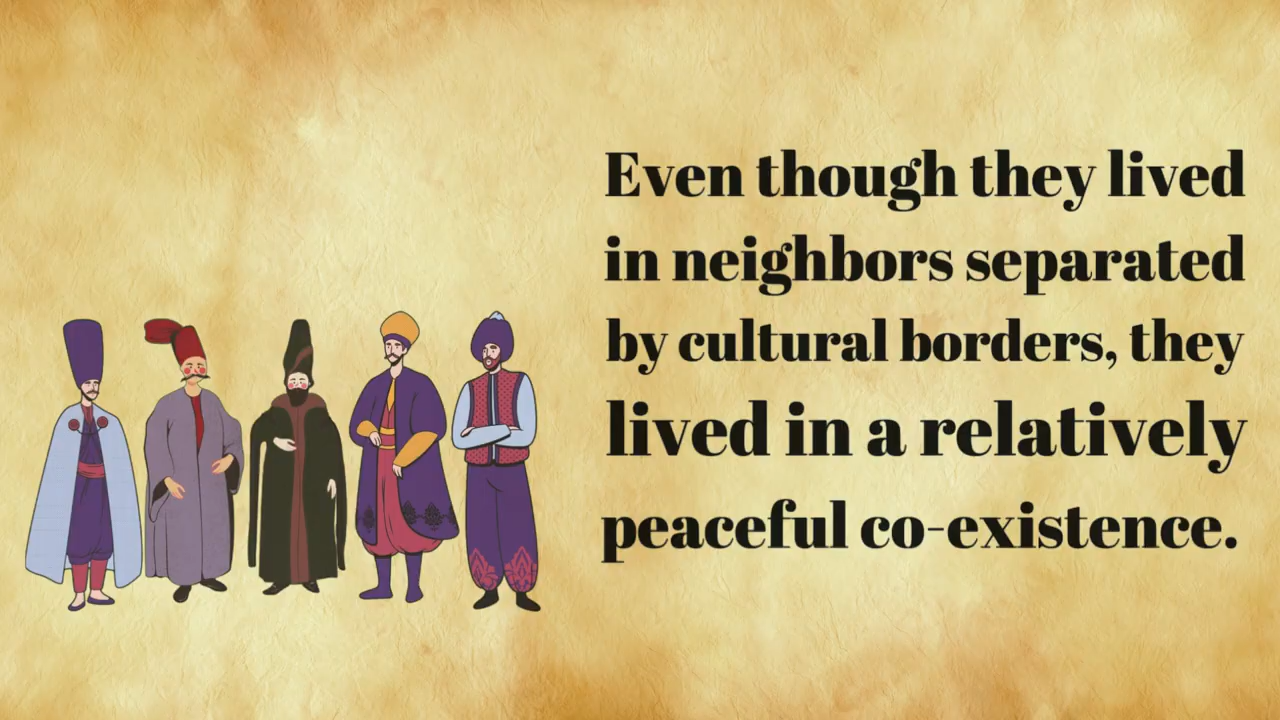 Even though they lived
in neighbors separated
by cultural borders, they
lived in a relatively
peaceful co-existence.